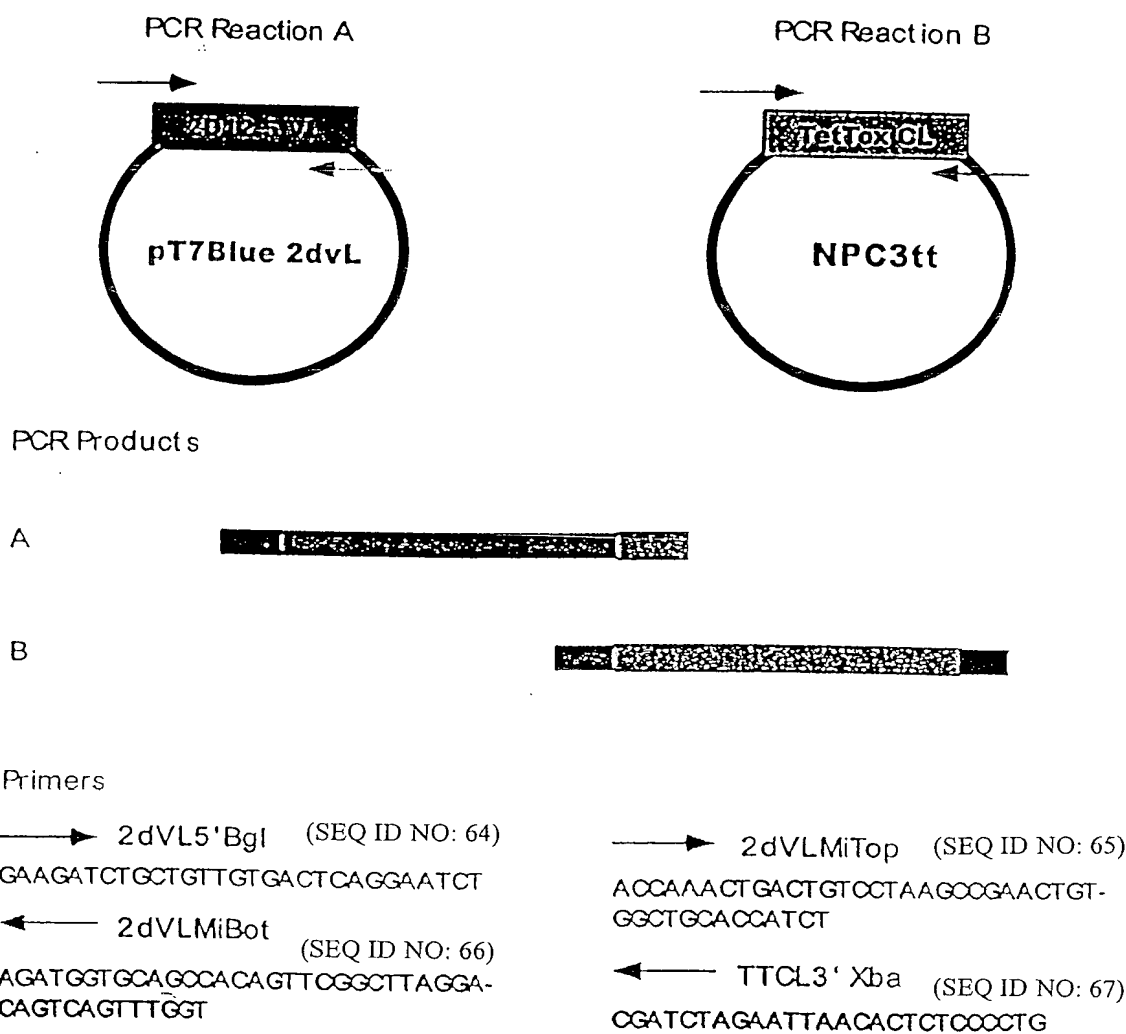 PCR Reaction A
PCR Reaction B
2D12-5 VL
TetTox CL
pT7Blue 2dvL
NPC3tt
PCR Products
A
B
Primers
2dVL5'Bgl (SEQ ID NO: 64)
GAAGATCTGCTGTTGTGACTCAGGAATCT
2dVLMiBot
(SEQ ID NO: 66)
AGATGGTGCAGCCACAGTTCGGCTTAGGA-
CAGTCAGTTTGGT
2dVLMiTop (SEQ ID NO: 65)
ACCAAACTGACTGTCCTAAGCCGAACTGT-
GGCTGCACCATCT
TTCL3' Xba (SEQ ID NO: 67)
CGATCTAGAATTAACACTCTCCCCTG